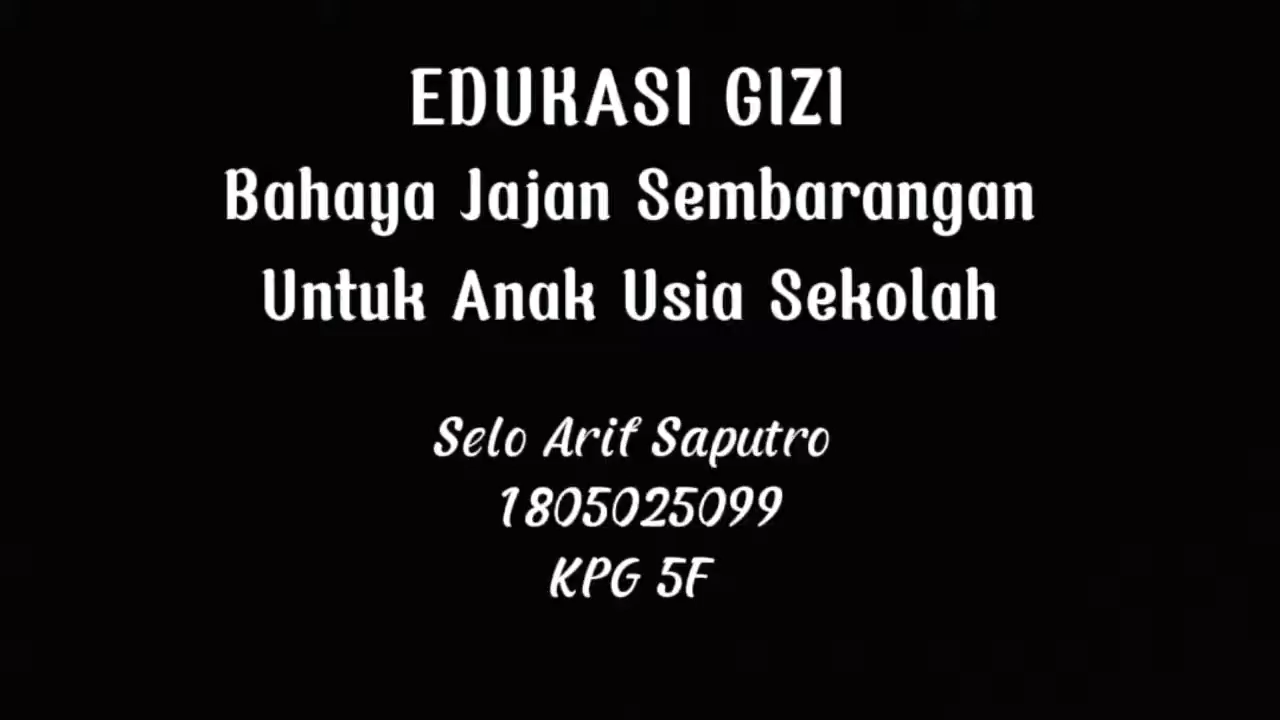 EDUKASI GIZI
Bahaya Jajan Sembarangan
Untuk Anak Usia Sekolah
Selo Arif Saputro
1805025099
KPG 5F